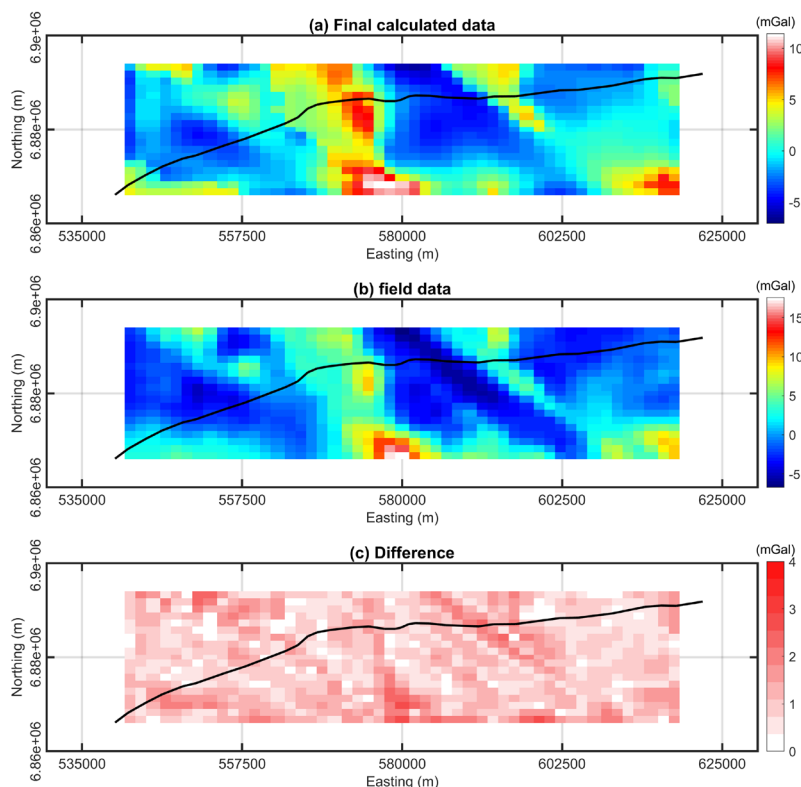 (a) Final calculated data
(mGal)
6.9e+06
6.88e+06
6.86e+06
Northing (m)
10
5
0
-5
535000 557500 580000 602500 625000
Easting (m)
(b) field data
(mGal)
6.9e+06
6.88e+06
6.86e+06
Northing (m)
15
10
5
0
-5
535000 557500 580000 602500 625000
Easting (m)
(c) Difference
(mGal)
6.9e+06
6.88e+06
6.86e+06
Northing (m)
4
3
2
1
0
535000 557500 580000 602500 625000
Easting (m)